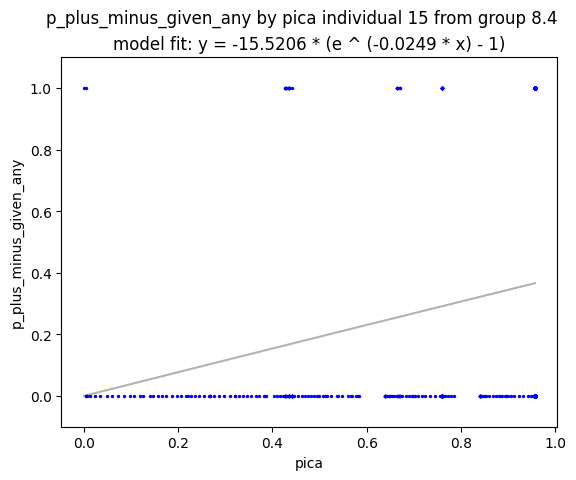 p_plus_minus_given_any by pica individual 15 from group 8.4
model fit: y = -15.5206 * (e ^ (-0.0249 * x) - 1)
1.0
0.8
0.6
0.4
0.2
0.0
p_plus_minus_given_any
0.0 0.2 0.4 0.6 0.8 1.0
pica